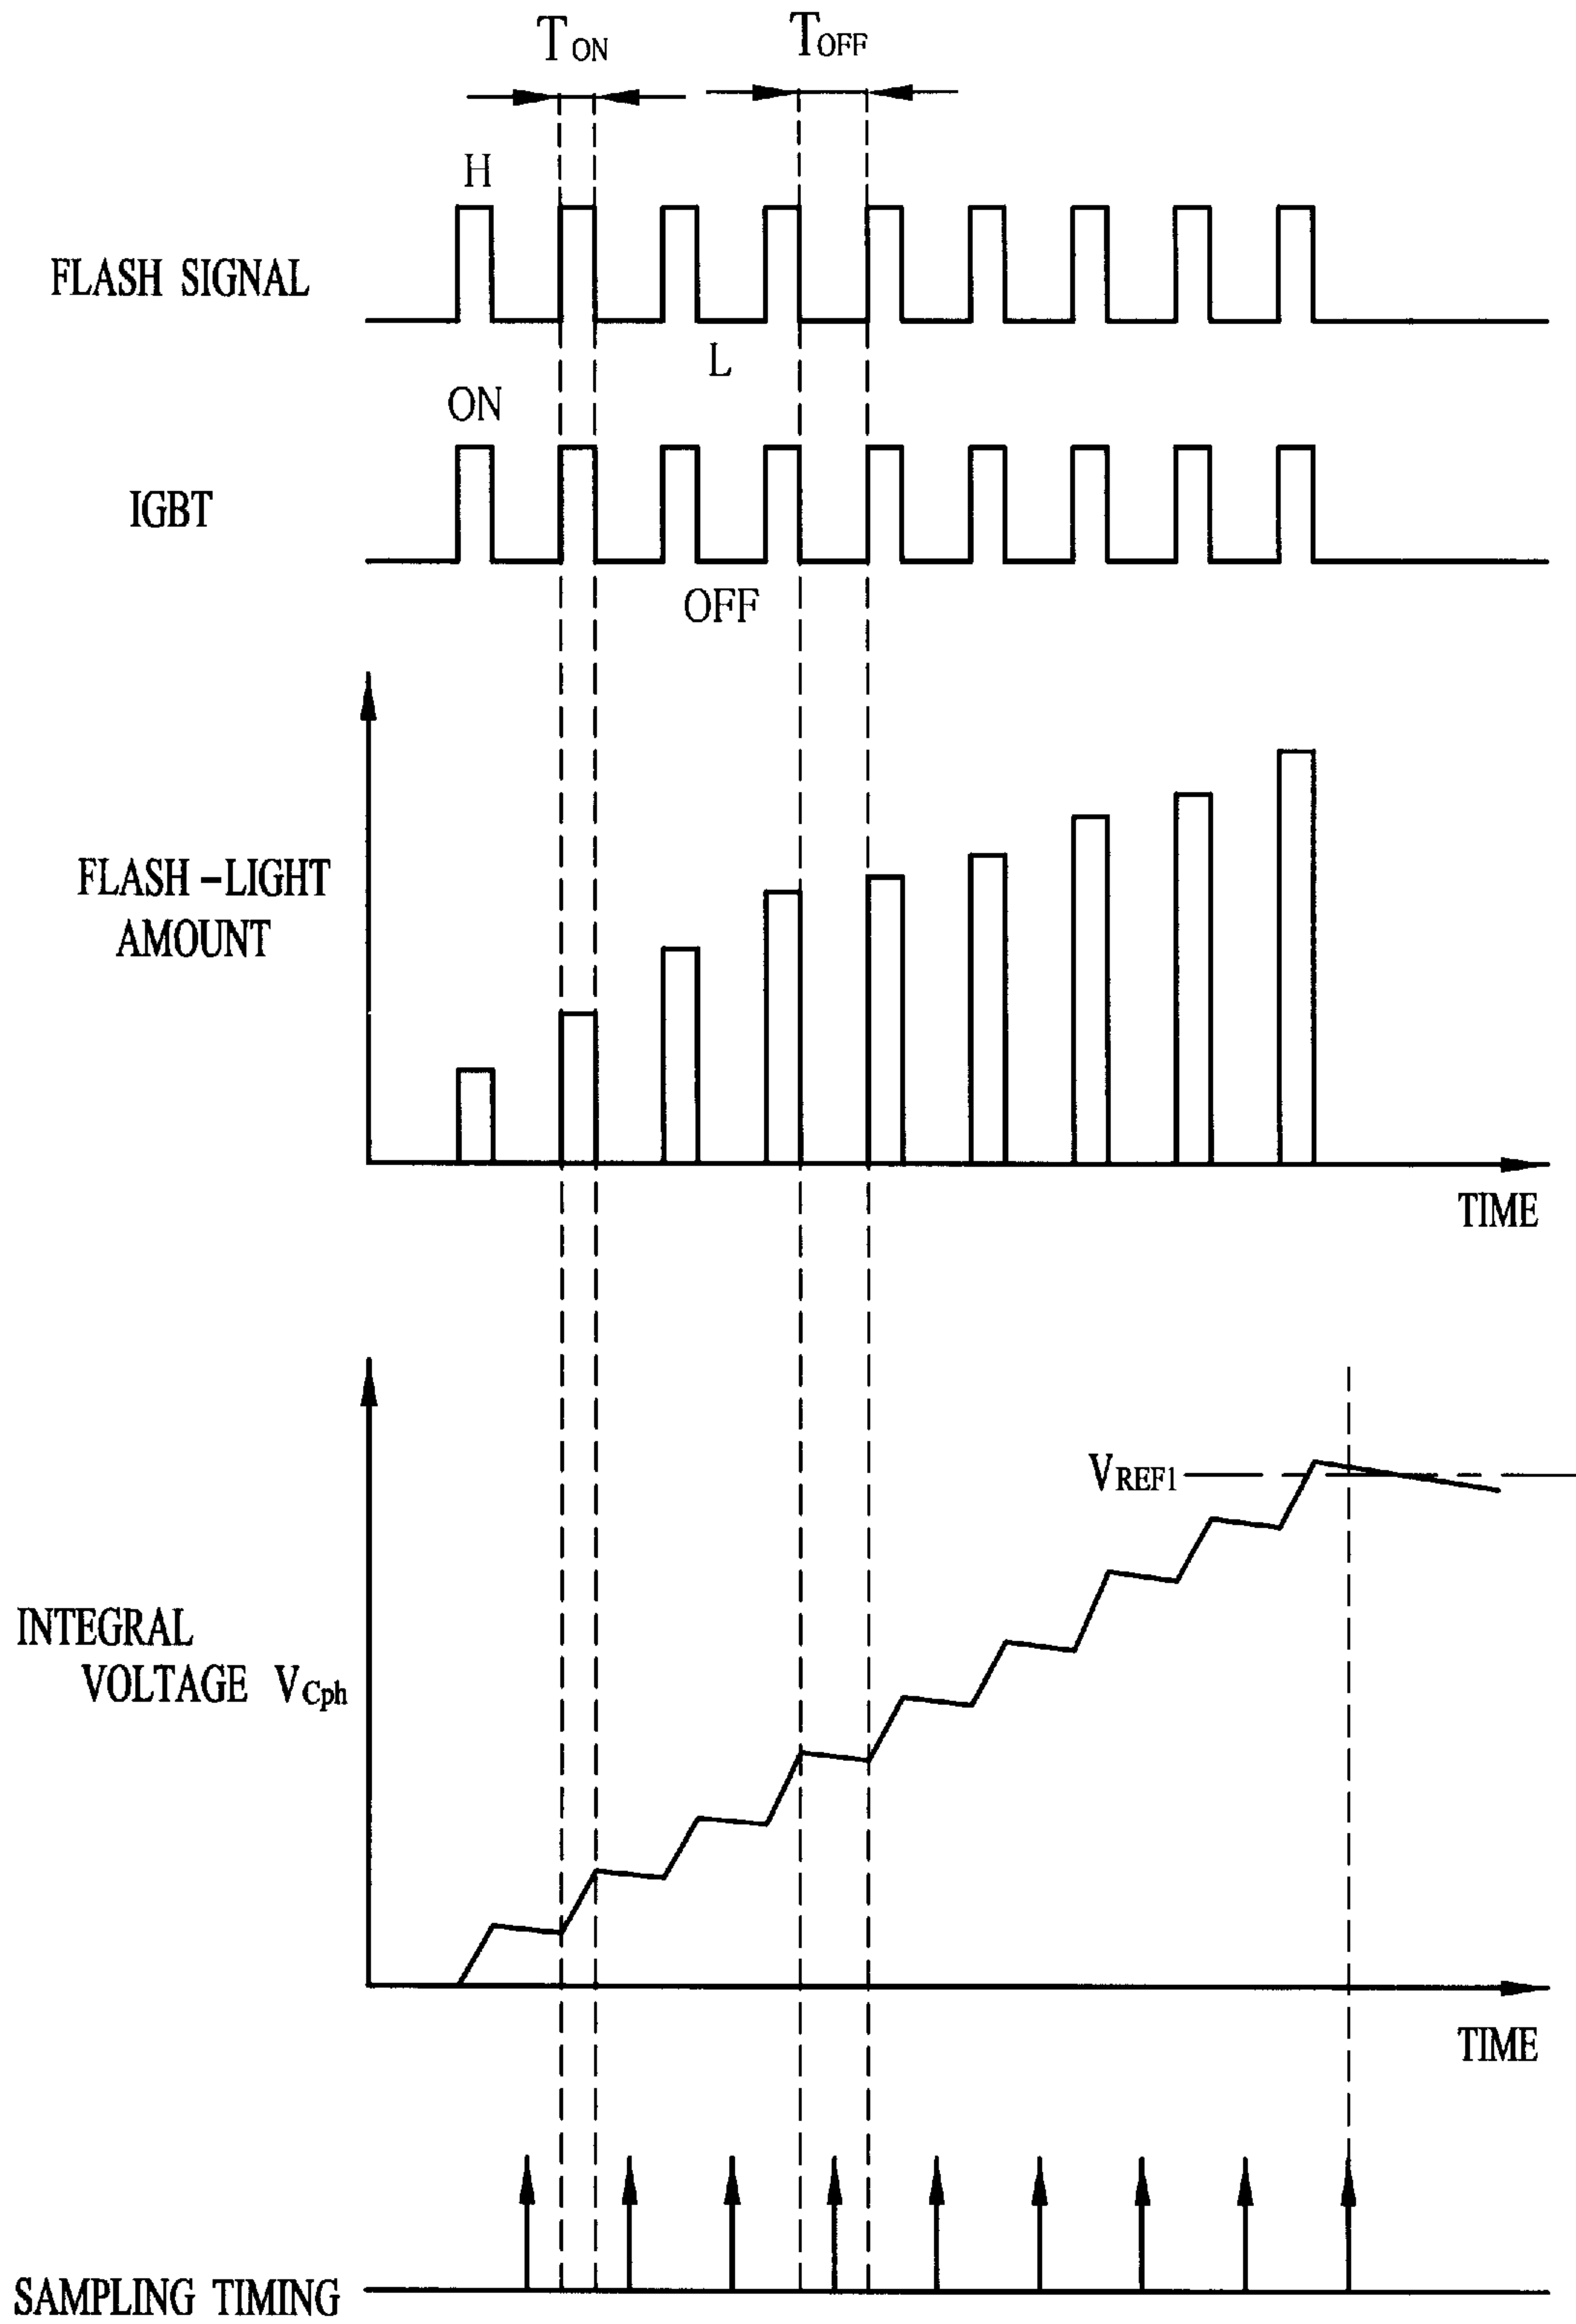 TON
TOFF
H
FLASH SIGNAL
L
ON
IGBT
OFF
FLASH-LIGHT
AMOUNT
TIME
VREF1
INTEGRAL
VOLTAGE VCph
TIME
SAMPLING TIMING